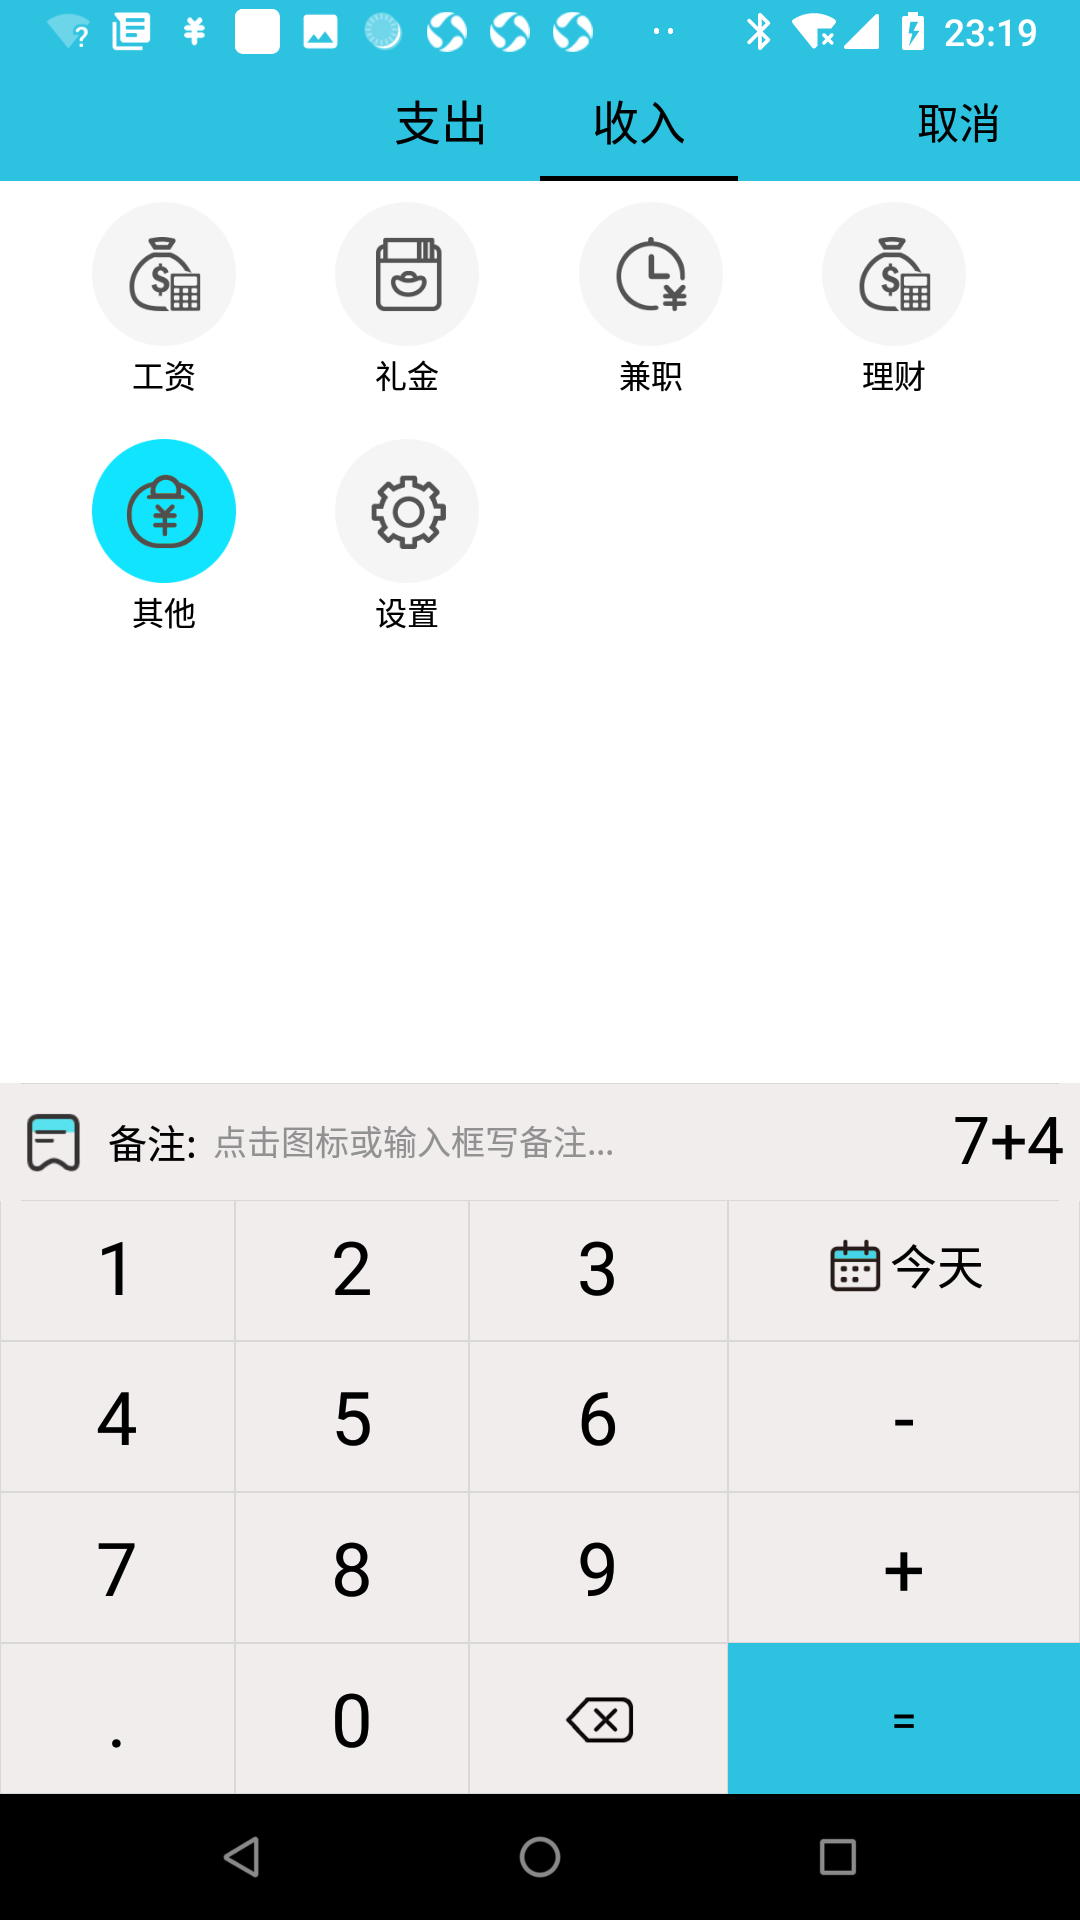 23:19
支出 收入 取消
工资 礼金 兼职 理财
其他 设置
备注: 点击图标或输入框写备注... 7+4
1 2 3 今天
4 5 6 -
7 8 9 +
. 0 =